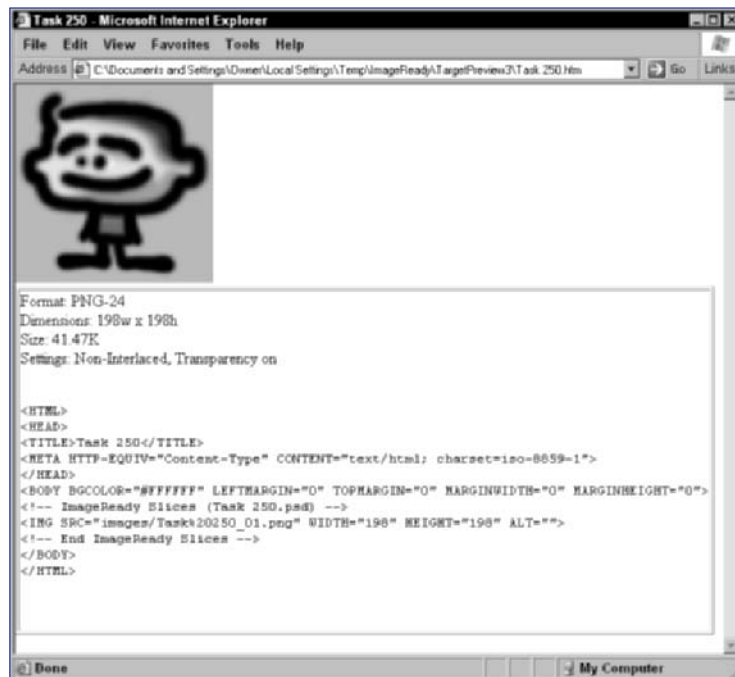 Task 250 - Microsoft Internet Explorer
File Edit View Favorites Tools Help
Address C:\Documents and Settings\Owner\Local Settings\Temp\ImageReady\TargetPreview3\Task 250.htm Go Links
Format: PNG-24
Dimensions: 198w x 198h
Size: 41.47K
Settings: Non-Interlaced, Transparency on
<HTML>
<HEAD>
<TITLE>Task 250</TITLE>
<META HTTP-EQUIV="Content-Type" CONTENT="text/html; charset=iso-8859-1">
</HEAD>
<BODY BGCOLOR="#FFFFFF" LEFTMARGIN="0" TOPMARGIN="0" MARGINWIDTH="0" MARGINHEIGHT="0">
<!-- ImageReady Slices (Task 250.psd) -->
<IMG SRC="images/Task%20250_01.png" WIDTH="198" HEIGHT="198" ALT="">
<!-- End ImageReady Slices -->
</BODY>
</HTML>
Done My Computer